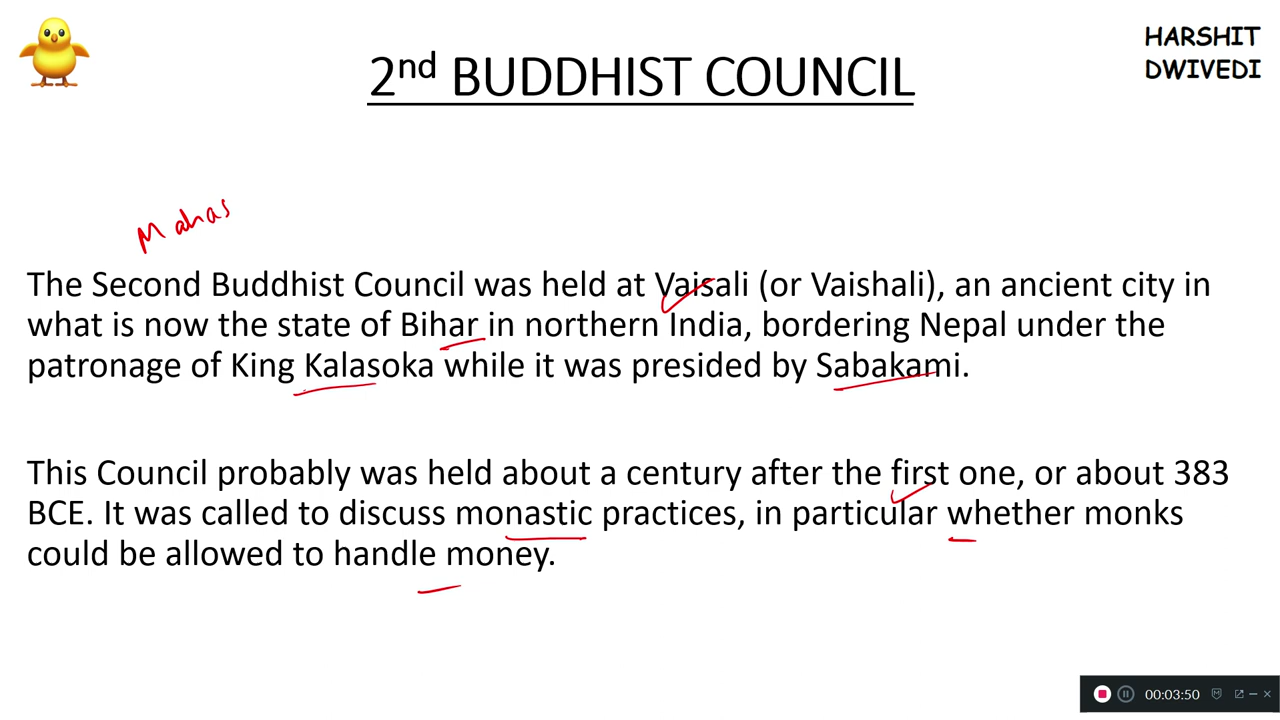 HARSHIT
DWIVEDI
2nd BUDDHIST COUNCIL
Mahas
The Second Buddhist Council was held at Vaisali (or Vaishali), an ancient city in
what is now the state of Bihar in northern India, bordering Nepal under the
patronage of King Kalasoka while it was presided by Sabakami.
This Council probably was held about a century after the first one, or about 383
BCE. It was called to discuss monastic practices, in particular whether monks
could be allowed to handle money.
00:03:50